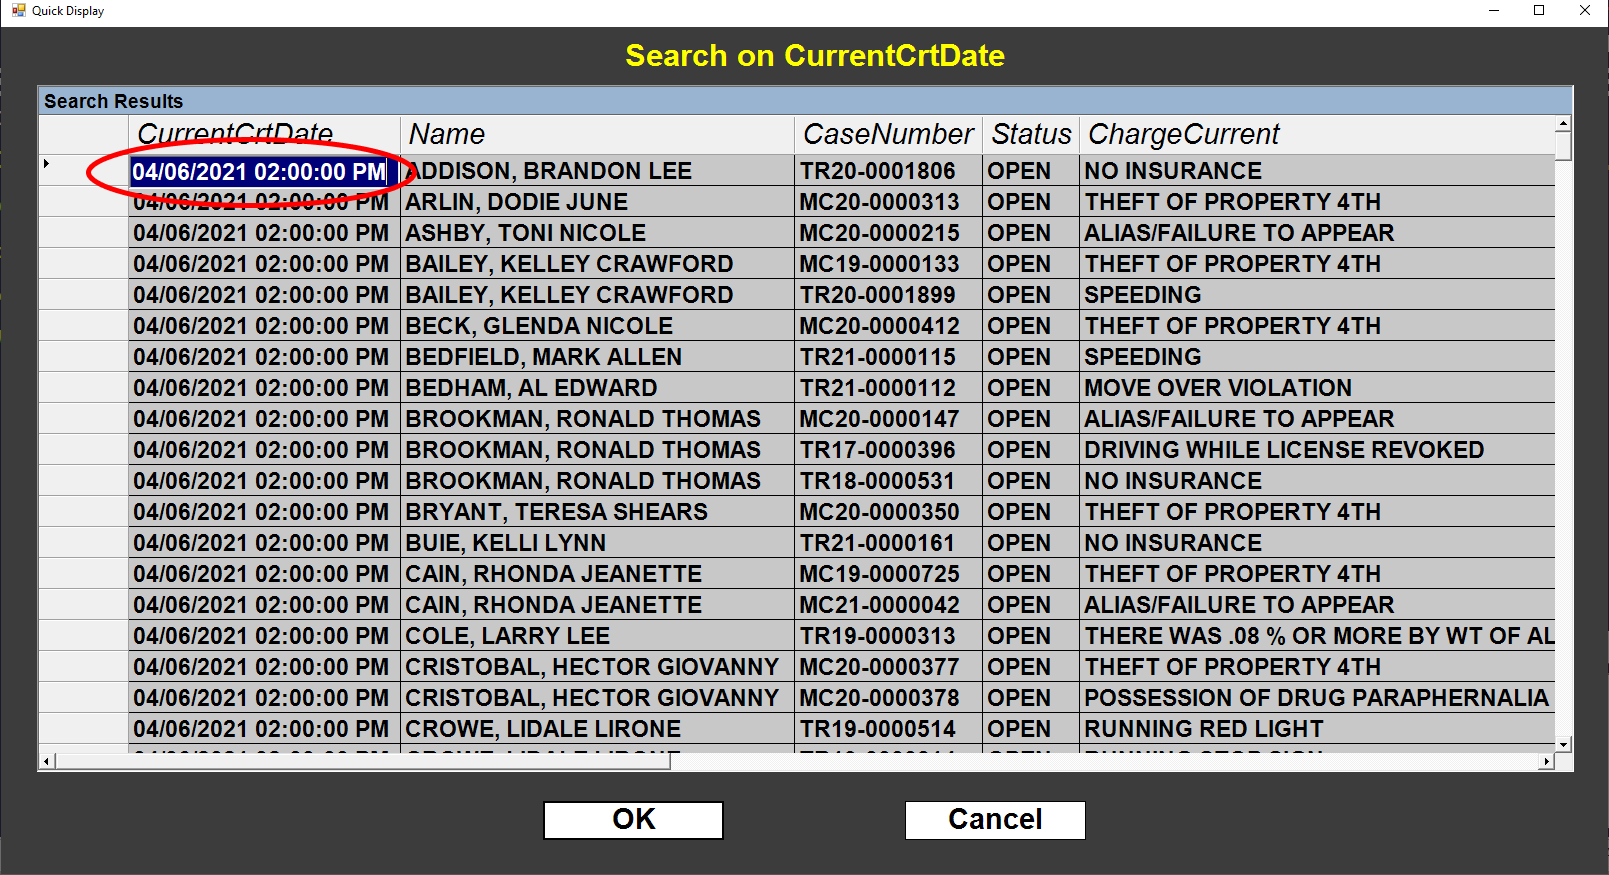 Quick Display
Search on CurrentCrtDate
Search Results
CurrentCrtDate Name CaseNumber Status ChargeCurrent
04/06/2021 02:00:00 PM ADDISON, BRANDON LEE TR20-0001806 OPEN NO INSURANCE
04/06/2021 02:00:00 PM ARLIN, DODIE JUNE MC20-0000313 OPEN THEFT OF PROPERTY 4TH
04/06/2021 02:00:00 PM ASHBY, TONI NICOLE MC20-0000215 OPEN ALIAS/FAILURE TO APPEAR
04/06/2021 02:00:00 PM BAILEY, KELLEY CRAWFORD MC19-0000133 OPEN THEFT OF PROPERTY 4TH
04/06/2021 02:00:00 PM BAILEY, KELLEY CRAWFORD TR20-0001899 OPEN SPEEDING
04/06/2021 02:00:00 PM BECK, GLENDA NICOLE MC20-0000412 OPEN THEFT OF PROPERTY 4TH
04/06/2021 02:00:00 PM BEDFIELD, MARK ALLEN TR21-0000115 OPEN SPEEDING
04/06/2021 02:00:00 PM BEDHAM, AL EDWARD TR21-0000112 OPEN MOVE OVER VIOLATION
04/06/2021 02:00:00 PM BROOKMAN, RONALD THOMAS MC20-0000147 OPEN ALIAS/FAILURE TO APPEAR
04/06/2021 02:00:00 PM BROOKMAN, RONALD THOMAS TR17-0000396 OPEN DRIVING WHILE LICENSE REVOKED
04/06/2021 02:00:00 PM BROOKMAN, RONALD THOMAS TR18-0000531 OPEN NO INSURANCE
04/06/2021 02:00:00 PM BRYANT, TERESA SHEARS MC20-0000350 OPEN THEFT OF PROPERTY 4TH
04/06/2021 02:00:00 PM BUIE, KELLI LYNN TR21-0000161 OPEN NO INSURANCE
04/06/2021 02:00:00 PM CAIN, RHONDA JEANETTE MC19-0000725 OPEN THEFT OF PROPERTY 4TH
04/06/2021 02:00:00 PM CAIN, RHONDA JEANETTE MC21-0000042 OPEN ALIAS/FAILURE TO APPEAR
04/06/2021 02:00:00 PM COLE, LARRY LEE TR19-0000313 OPEN THERE WAS .08 % OR MORE BY WT OF AL
04/06/2021 02:00:00 PM CRISTOBAL, HECTOR GIOVANNY MC20-0000377 OPEN THEFT OF PROPERTY 4TH
04/06/2021 02:00:00 PM CRISTOBAL, HECTOR GIOVANNY MC20-0000378 OPEN POSSESSION OF DRUG PARAPHERNALIA
04/06/2021 02:00:00 PM CROWE, LIDALE LIRONE TR19-0000514 OPEN RUNNING RED LIGHT
OK Cancel